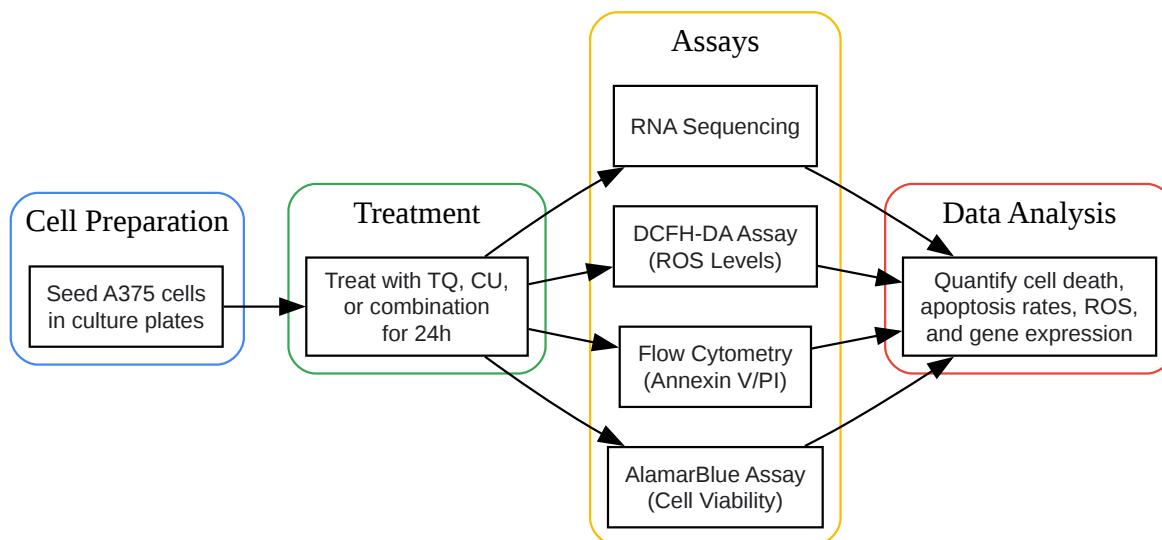 Cell Preparation
Seed A375 cells
in culture plates
Treatment
Treat with TQ, CU,
or combination
for 24h
Assays
RNA Sequencing
DCFH-DA Assay
(ROS Levels)
Flow Cytometry
(Annexin V/PI)
AlamarBlue Assay
(Cell Viability)
Data Analysis
Quantify cell death,
apoptosis rates, ROS,
and gene expression